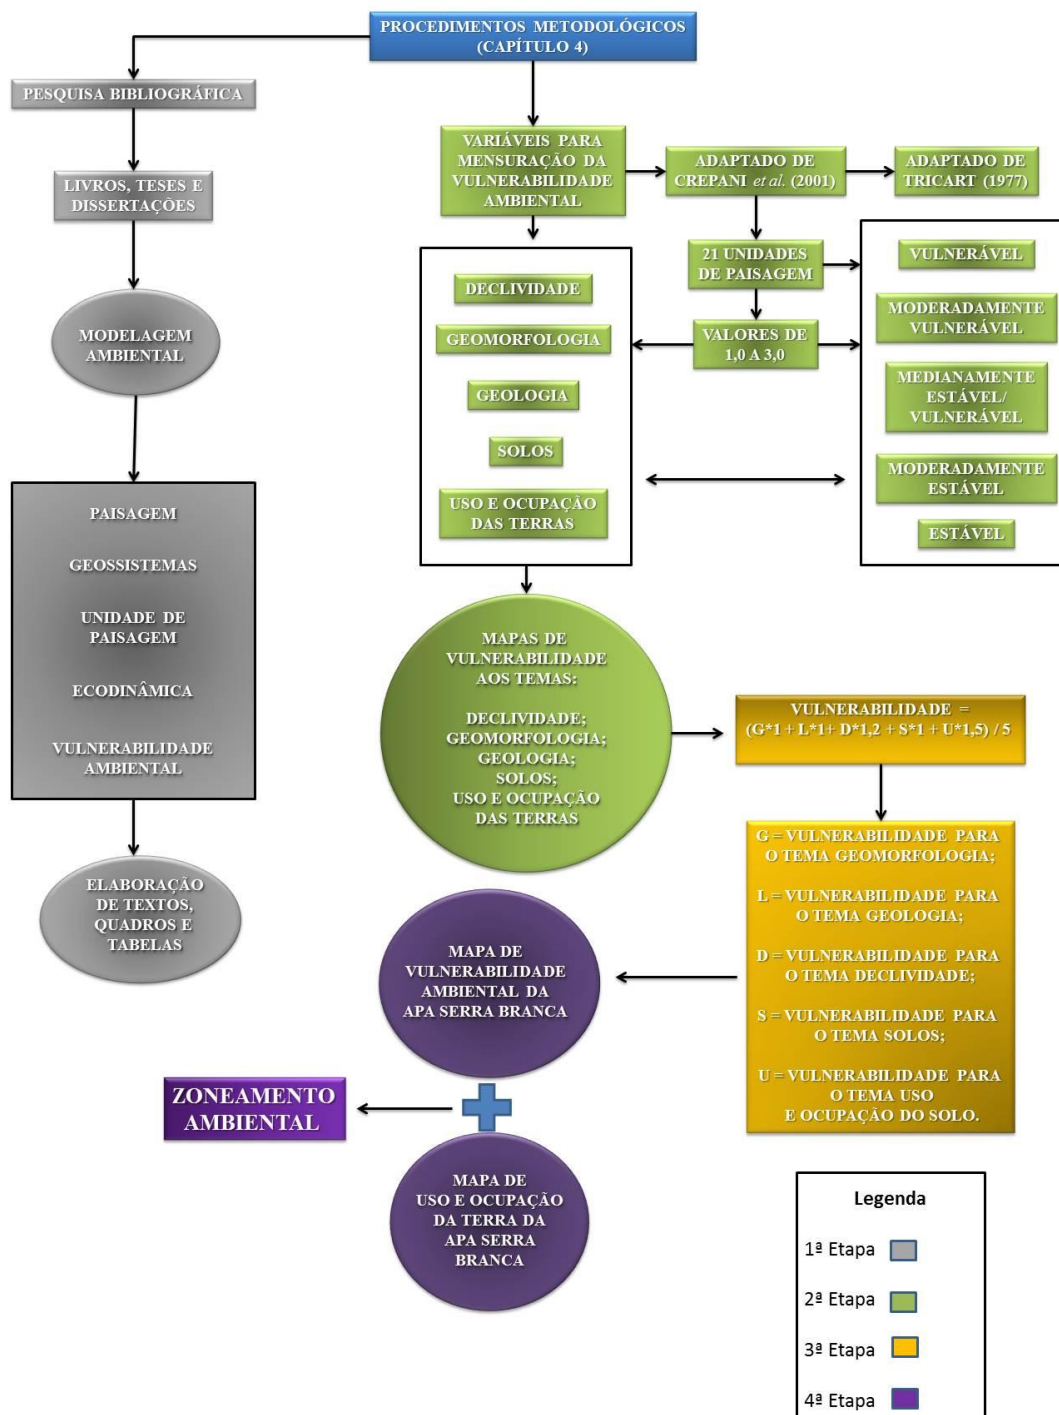 PROCEDIMENTOS METODOLÓGICOS
(CAPÍTULO 4)
PESQUISA BIBLIOGRÁFICA
LIVROS, TESES E
DISSERTAÇÕES
MODELAGEM
AMBIENTAL
PAISAGEM
GEOSSISTEMAS
UNIDADE DE
PAISAGEM
ECODINÂMICA
VULNERABILIDADE
AMBIENTAL
ELABORAÇÃO
DE TEXTOS,
QUADROS E
TABELAS
VARIÁVEIS PARA
MENSURAÇÃO DA
VULNERABILIDADE
AMBIENTAL
ADAPTADO DE
CREPANI et al. (2001)
ADAPTADO DE
TRICART (1977)
21 UNIDADES
DE PAISAGEM
VALORES DE
1,0 A 3,0
DECLIVIDADE
GEOMORFOLOGIA
GEOLOGIA
SOLOS
USO E OCUPAÇÃO
DAS TERRAS
VULNERÁVEL
MODERADAMENTE
VULNERÁVEL
MEDIANAMENTE
ESTÁVEL/
VULNERÁVEL
MODERADAMENTE
ESTÁVEL
ESTÁVEL
MAPAS DE
VULNERABILIDADE
AOS TEMAS:
DECLIVIDADE;
GEOMORFOLOGIA;
GEOLOGIA;
SOLOS;
USO E OCUPAÇÃO
DAS TERRAS
VULNERABILIDADE =
(G*1 + L*1+ D*1,2 + S*1 + U*1,5) / 5
G = VULNERABILIDADE PARA
O TEMA GEOMORFOLOGIA;
L = VULNERABILIDADE PARA
O TEMA GEOLOGIA;
D = VULNERABILIDADE PARA
O TEMA DECLIVIDADE;
S = VULNERABILIDADE PARA
O TEMA SOLOS;
U = VULNERABILIDADE PARA
O TEMA USO
E OCUPAÇÃO DO SOLO.
MAPA DE
VULNERABILIDADE
AMBIENTAL DA
APA SERRA BRANCA
ZONEAMENTO
AMBIENTAL
MAPA DE
USO E OCUPAÇÃO
DA TERRA DA
APA SERRA
BRANCA
Legenda
1ª Etapa
2ª Etapa
3ª Etapa
4ª Etapa